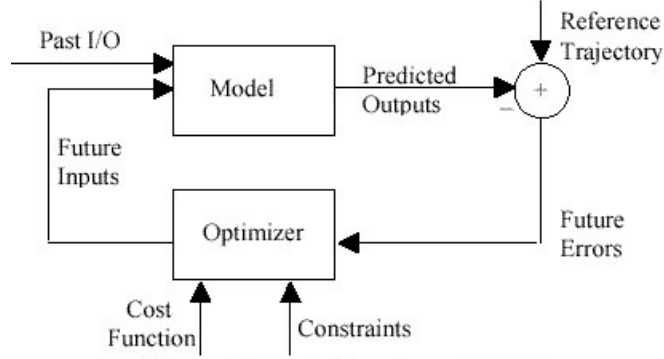 Past I/O
Model
Predicted
Outputs
Reference
Trajectory
+
−
Future
Inputs
Optimizer
Future
Errors
Cost
Function
Constraints